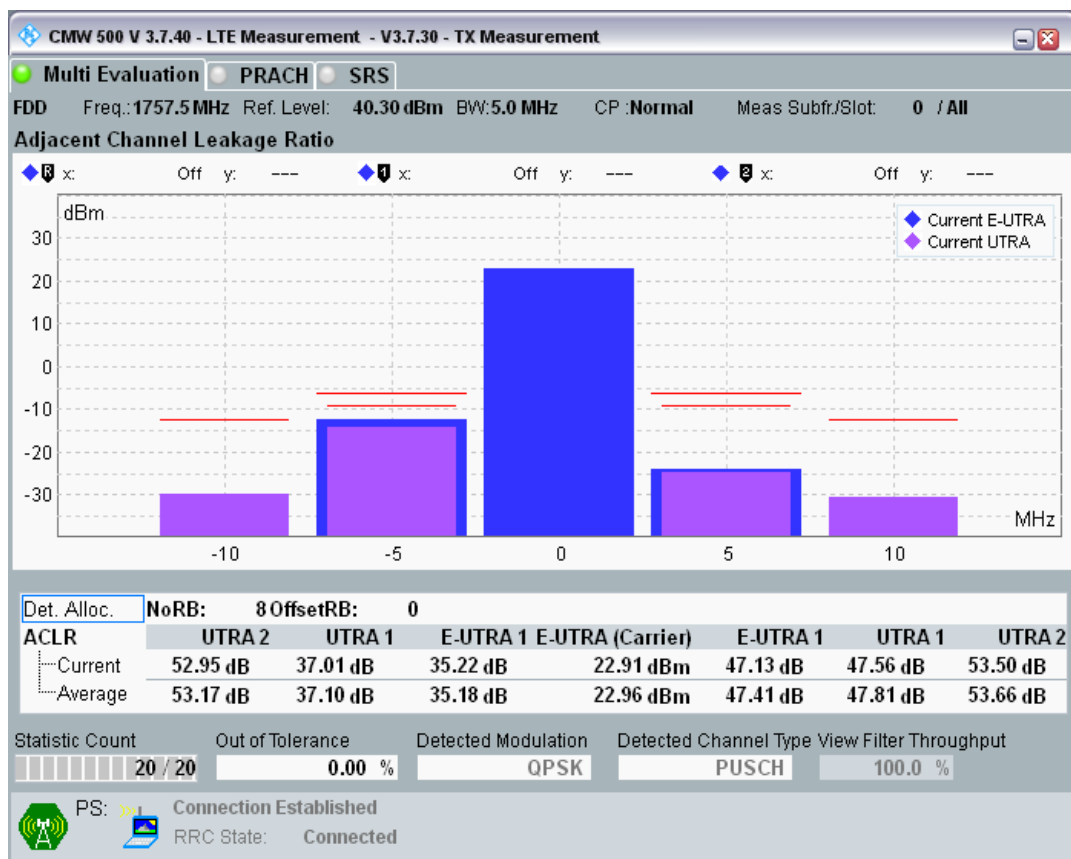 CMW 500 V 3.7.40 - LTE Measurement - V3.7.30 - TX Measurement
Multi Evaluation PRACH SRS
FDD Freq.:1757.5 MHz Ref. Level: 40.30 dBm BW:5.0 MHz CP :Normal Meas Subfr./Slot: 0 / All
Adjacent Channel Leakage Ratio
R x: Off y: --- 1 x: Off y: --- 2 x: Off y: ---
dBm
Current E-UTRA
Current UTRA
30
20
10
0
-10
-20
-30
MHz
-10 -5 0 5 10
Det. Alloc. NoRB: 8 OffsetRB: 0
ACLR UTRA 2 UTRA 1 E-UTRA 1 E-UTRA (Carrier) E-UTRA 1 UTRA 1 UTRA 2
Current 52.95 dB 37.01 dB 35.22 dB 22.91 dBm 47.13 dB 47.56 dB 53.50 dB
Average 53.17 dB 37.10 dB 35.18 dB 22.96 dBm 47.41 dB 47.81 dB 53.66 dB
Statistic Count Out of Tolerance Detected Modulation Detected Channel Type View Filter Throughput
20 / 20 0.00 % QPSK PUSCH 100.0 %
PS: Connection Established
RRC State: Connected